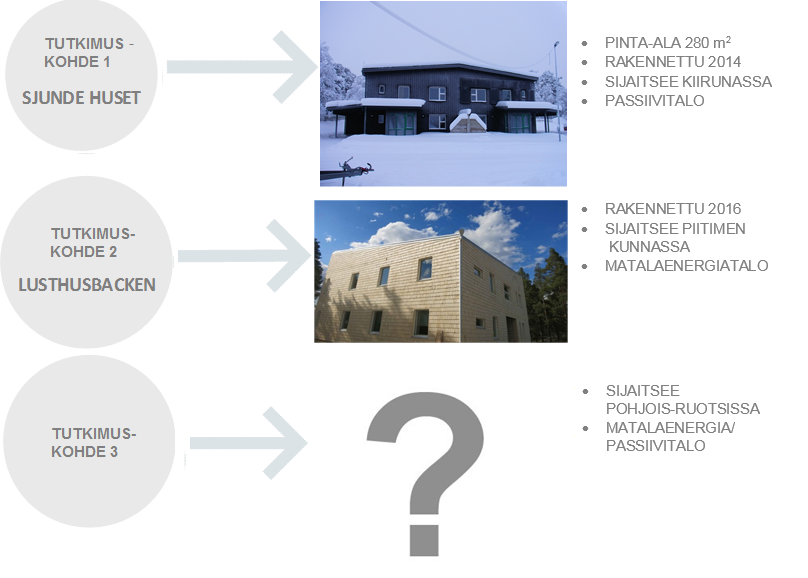 TUTKIMUS -
KOHDE 1
SJUNDE HUSET
• PINTA-ALA 280 m²
• RAKENNETTU 2014
• SIJAITSEE KIIRUNASSA
• PASSIIVITALO
TUTKIMUS-
KOHDE 2
LUSTHUSBACKEN
• RAKENNETTU 2016
• SIJAITSEE PIITIMEN
KUNNASSA
• MATALAENERGIATALO
TUTKIMUS-
KOHDE 3
?
• SIJAITSEE
POHJOIS-RUOTSISSA
• MATALAENERGIA/
PASSIIVITALO